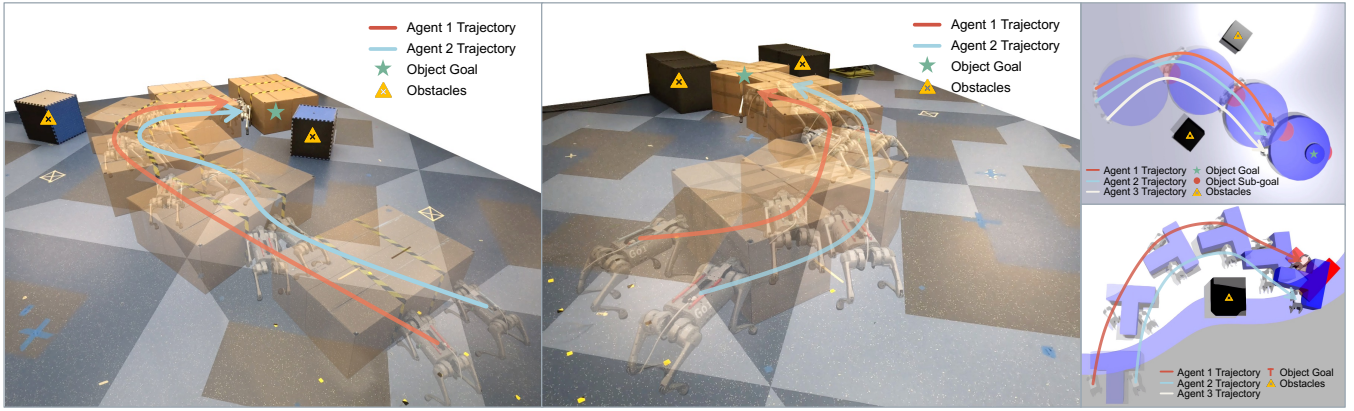 Agent 1 Trajectory
Agent 2 Trajectory
Object Goal
Obstacles
Agent 1 Trajectory
Agent 2 Trajectory
Object Goal
Obstacles
Agent 1 Trajectory Object Goal
Agent 2 Trajectory Object Sub-goal
Agent 3 Trajectory Obstacles
Agent 1 Trajectory T Object Goal
Agent 2 Trajectory Obstacles
Agent 3 Trajectory